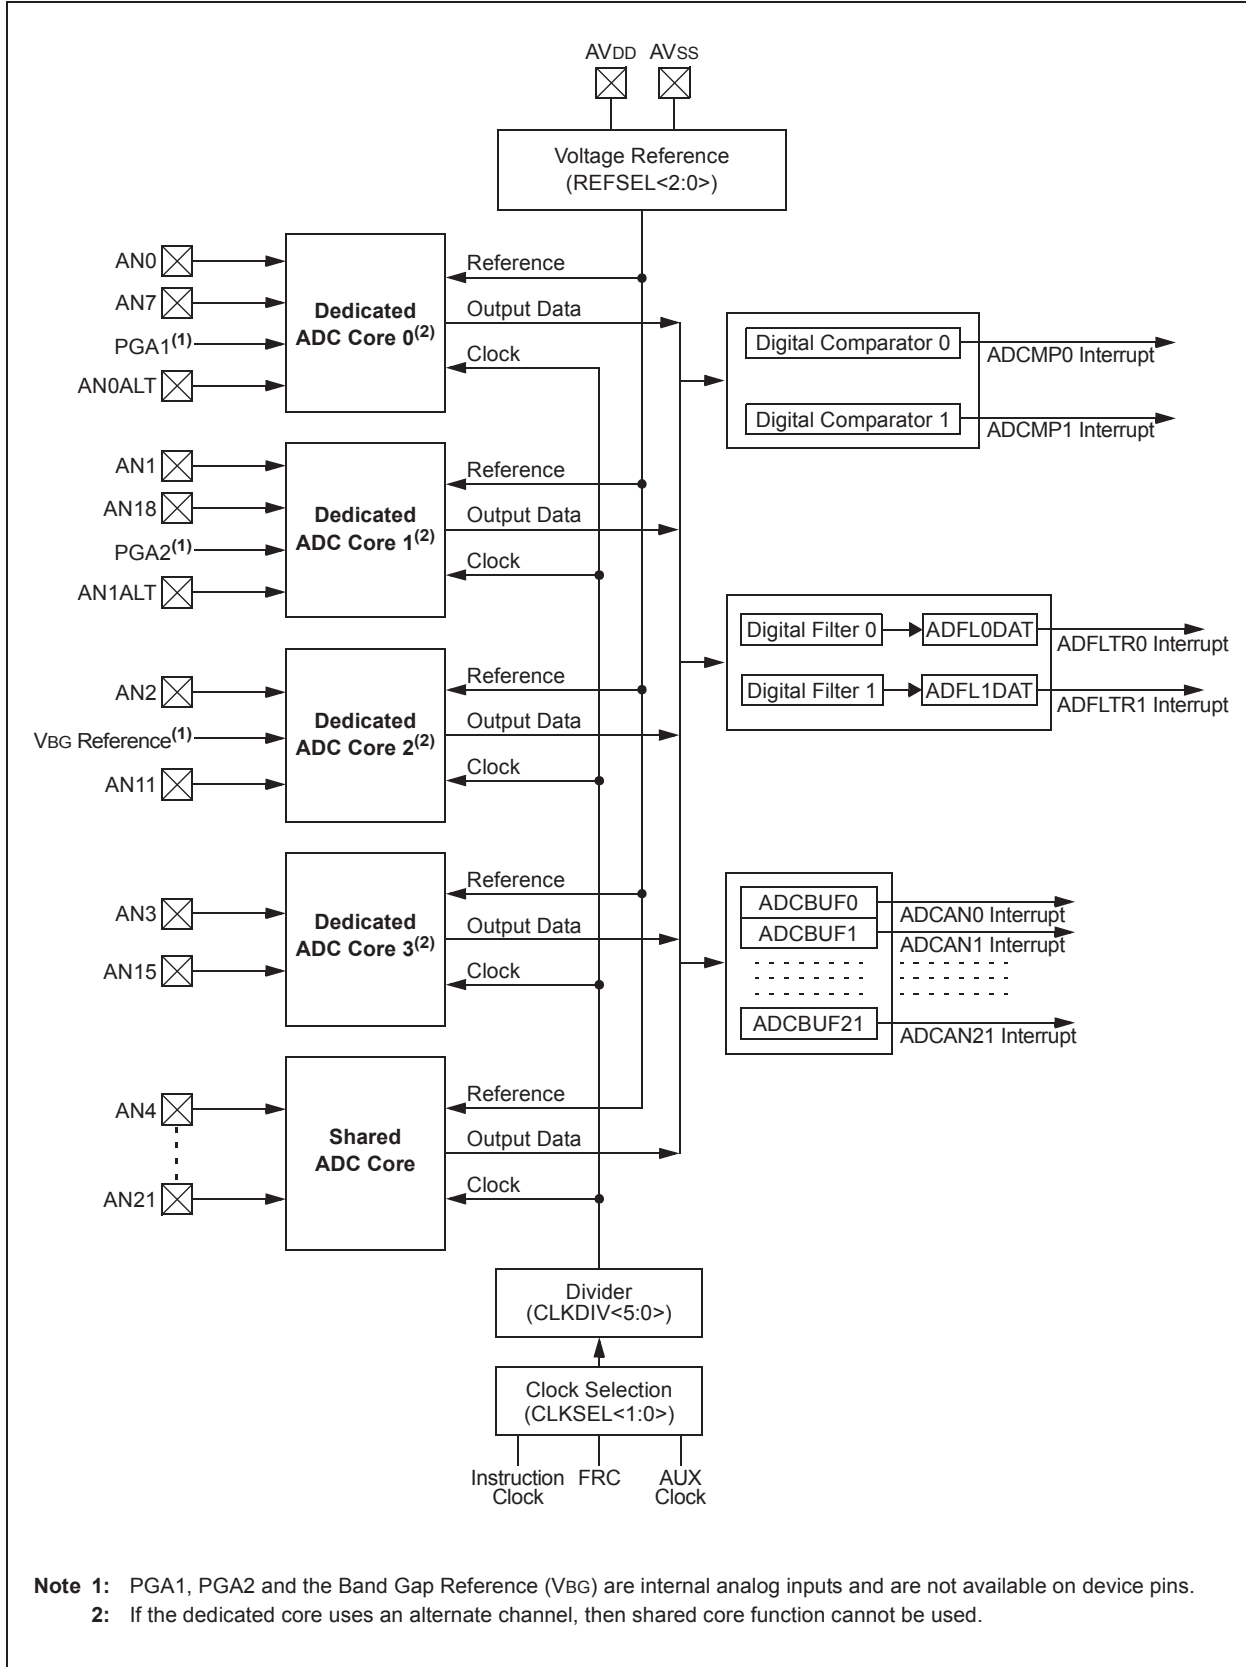 AVDD AVSS
Voltage Reference
(REFSEL<2:0>)
AN0
AN7
PGA1(1)
AN0ALT
Dedicated
ADC Core 0(2)
Reference
Output Data
Clock
Digital Comparator 0
ADCMP0 Interrupt
Digital Comparator 1
ADCMP1 Interrupt
AN1
AN18
PGA2(1)
AN1ALT
Dedicated
ADC Core 1(2)
Reference
Output Data
Clock
Digital Filter 0
ADFL0DAT
ADFLTR0 Interrupt
Digital Filter 1
ADFL1DAT
ADFLTR1 Interrupt
AN2
VBG Reference(1)
AN11
Dedicated
ADC Core 2(2)
Reference
Output Data
Clock
AN3
AN15
Dedicated
ADC Core 3(2)
Reference
Output Data
Clock
ADCBUF0
ADCAN0 Interrupt
ADCBUF1
ADCAN1 Interrupt
ADCBUF21
ADCAN21 Interrupt
AN4
AN21
Shared
ADC Core
Reference
Output Data
Clock
Divider
(CLKDIV<5:0>)
Clock Selection
(CLKSEL<1:0>)
Instruction
Clock
FRC
AUX
Clock
Note 1: PGA1, PGA2 and the Band Gap Reference (VBG) are internal analog inputs and are not available on device pins.
2: If the dedicated core uses an alternate channel, then shared core function cannot be used.